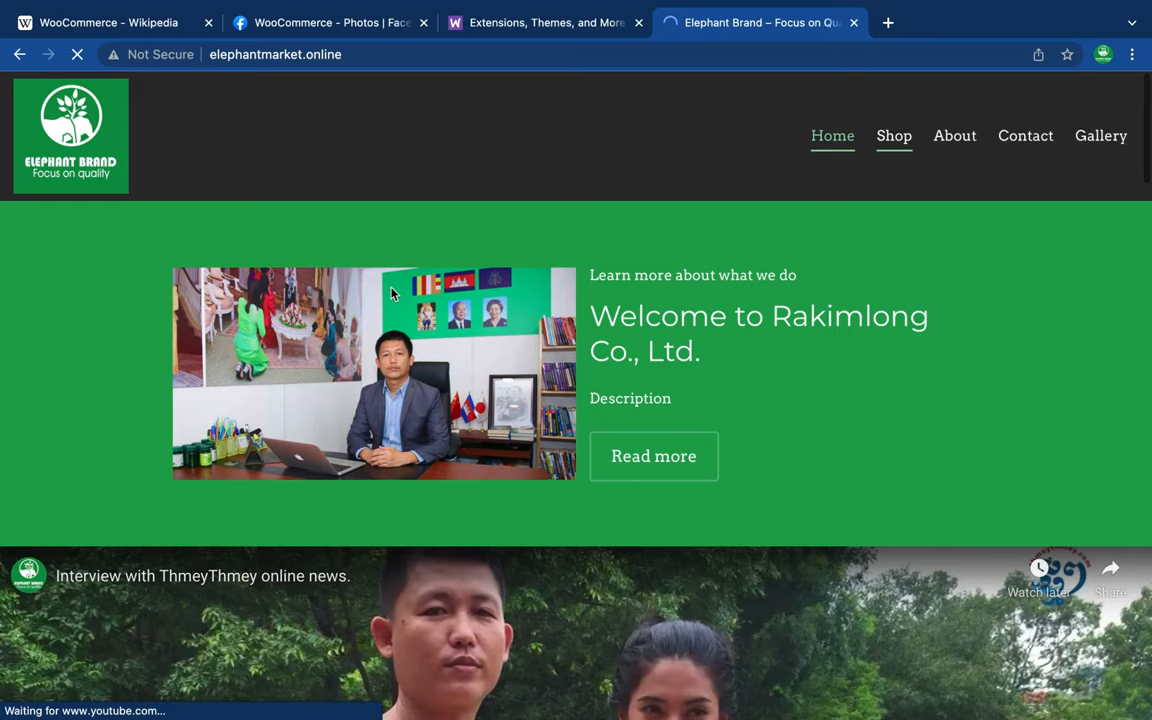 WooCommerce - Wikipedia
WooCommerce - Photos | Face
Extensions, Themes, and More
Elephant Brand – Focus on Qua
Not Secure
elephantmarket.online
ELEPHANT BRAND
Focus on quality
Home
Shop
About
Contact
Gallery
Learn more about what we do
Welcome to Rakimlong
Co., Ltd.
Description
Read more
Interview with ThmeyThmey online news.
Watch later
Share
Waiting for www.youtube.com...